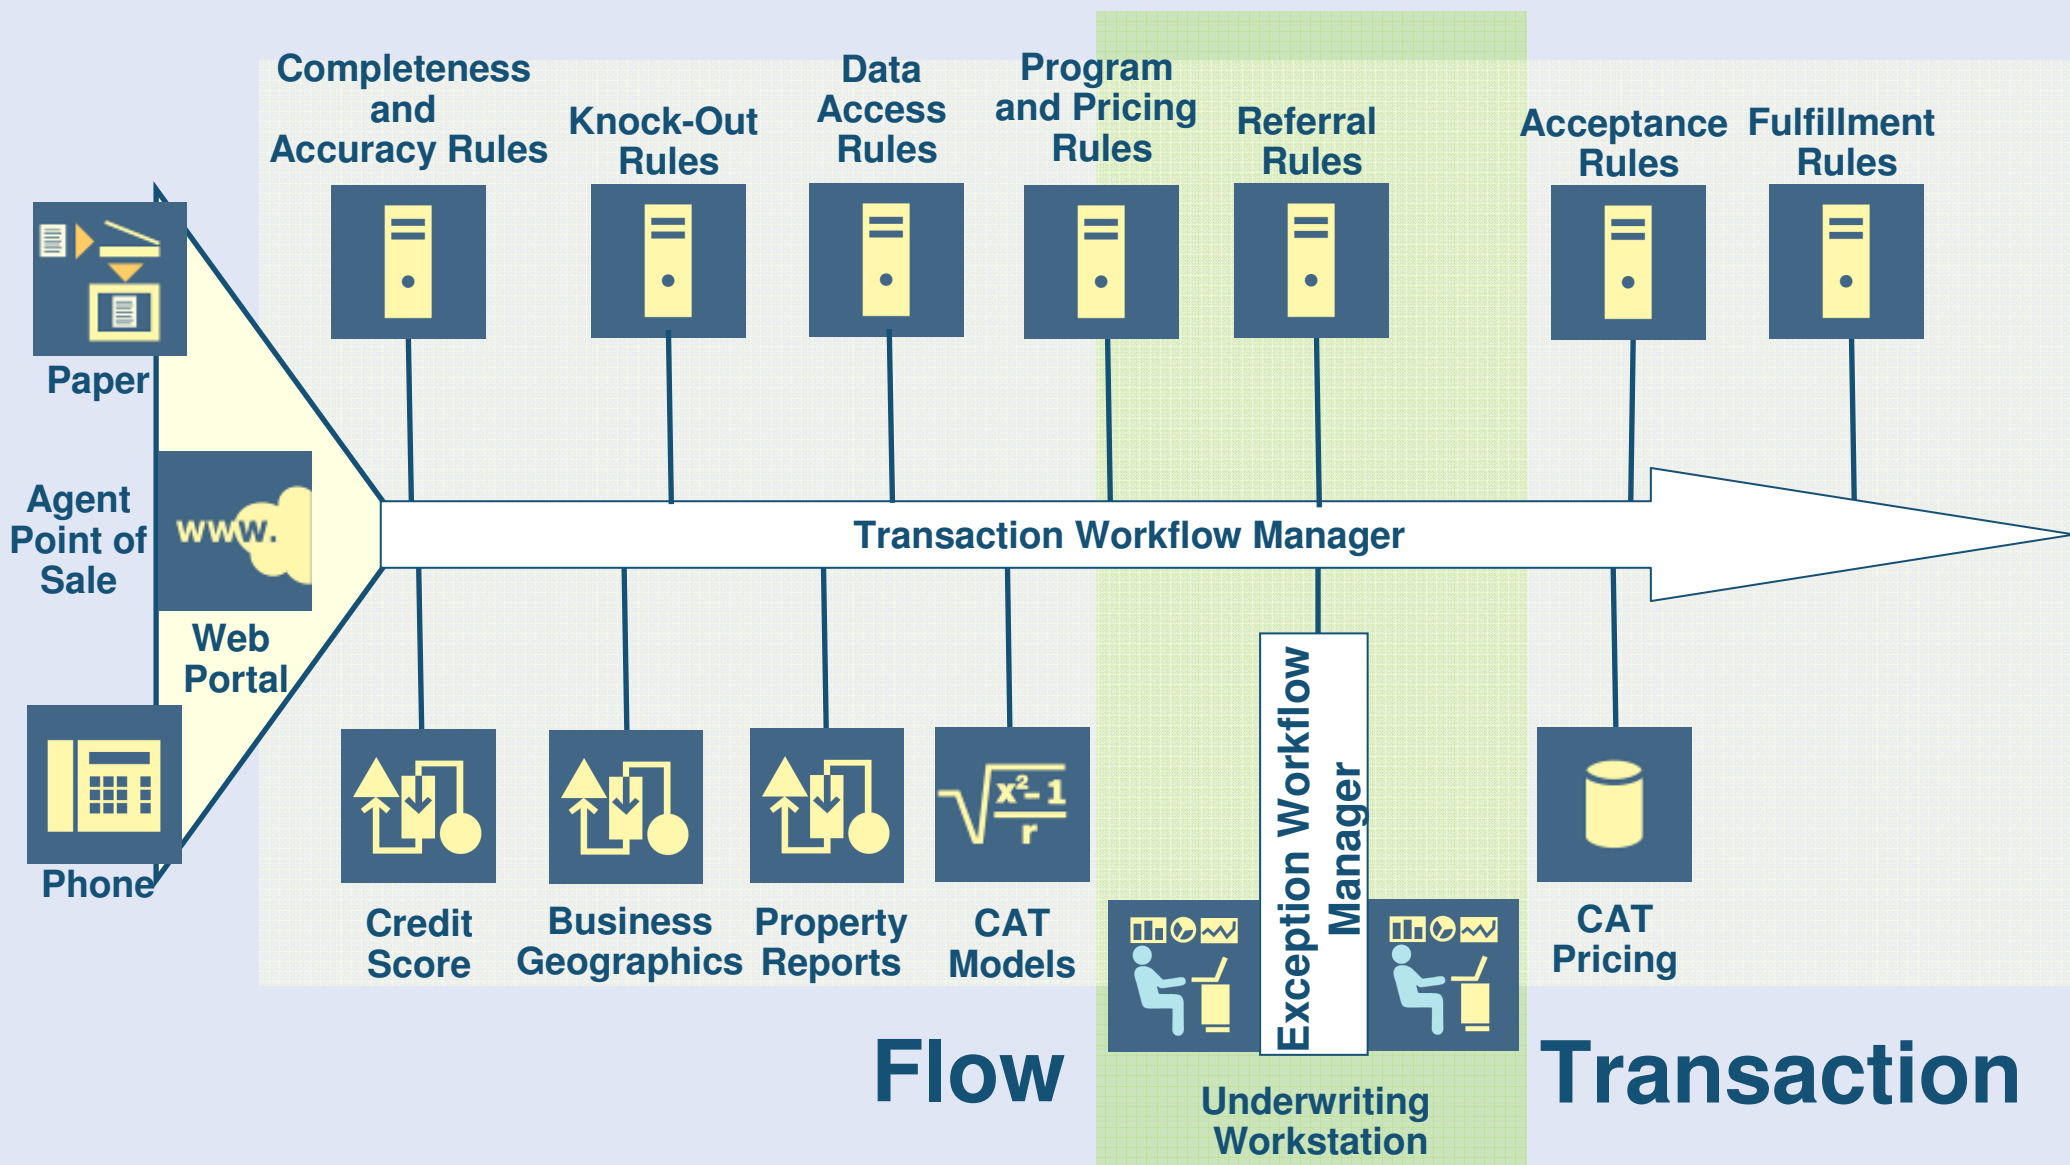 Completeness
and
Accuracy Rules
Knock-Out
Rules
Data
Access
Rules
Program
and Pricing
Rules
Referral
Rules
Acceptance
Rules
Fulfillment
Rules
Paper
Agent
Point of
Sale
www.
Web
Portal
Phone
Transaction Workflow Manager
Credit
Score
Business
Geographics
Property
Reports
x²-1
r
CAT
Models
Exception Workflow
Manager
CAT
Pricing
Flow
Underwriting
Workstation
Transaction